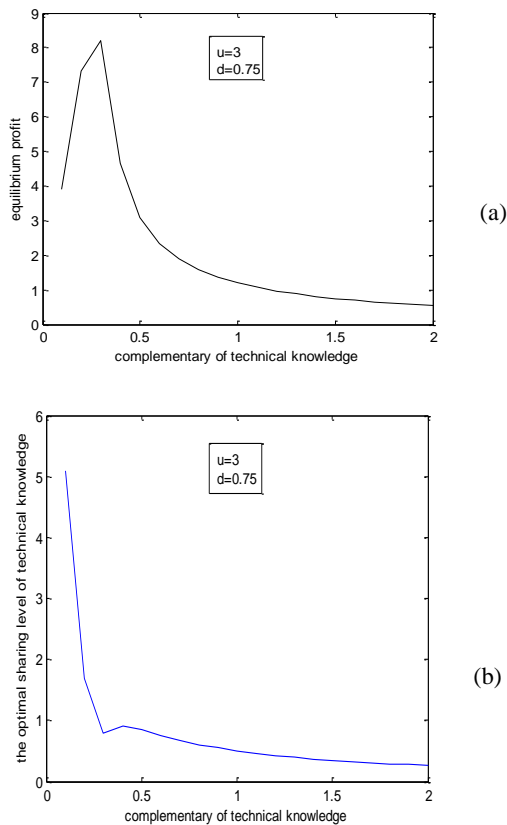 9
8
7
6
5
4
3
2
1
0
equilibrium profit
u=3
d=0.75
(a)
0 0.5 1 1.5 2
complementary of technical knowledge
6
5
4
3
2
1
0
the optimal sharing level of technical knowledge
u=3
d=0.75
(b)
0 0.5 1 1.5 2
complementary of technical knowledge